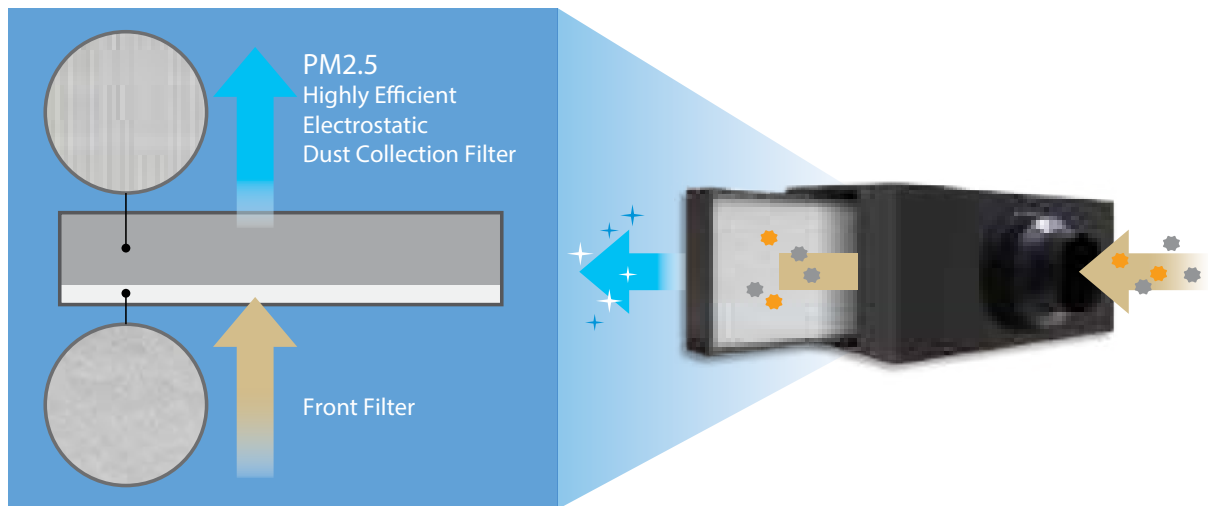 PM2.5
Highly Efficient
Electrostatic
Dust Collection Filter
Front Filter